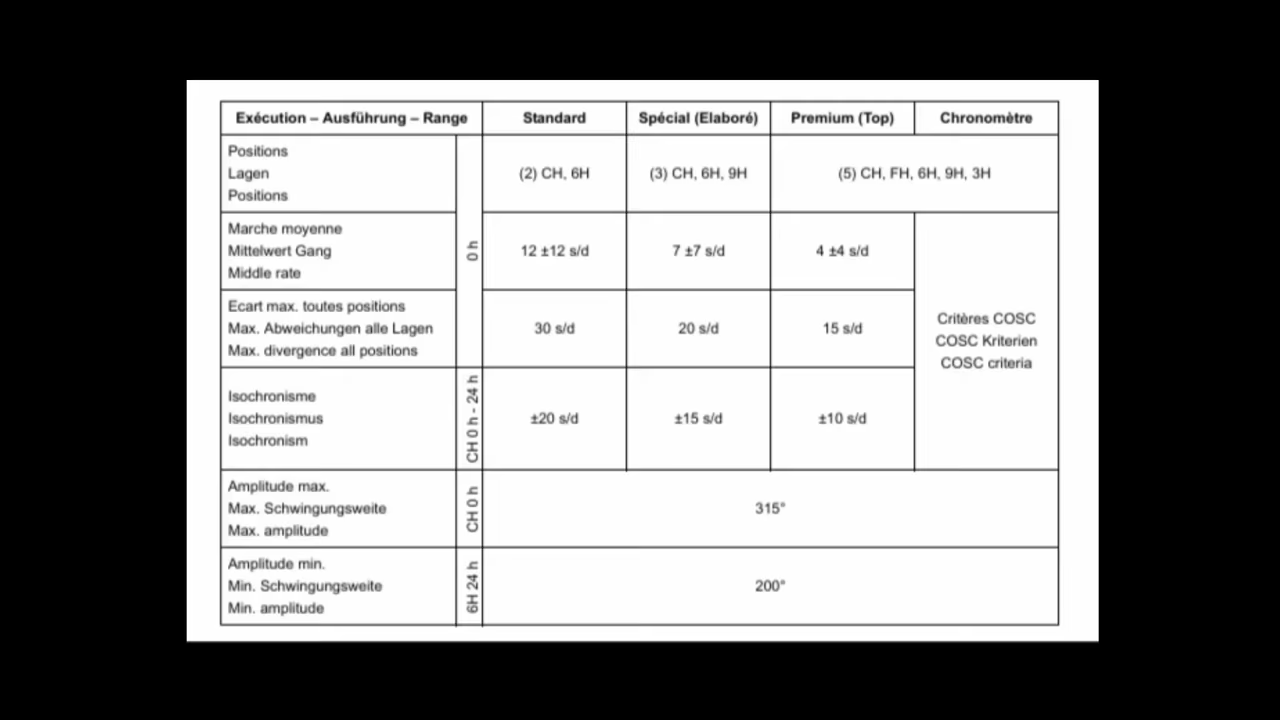 Exécution – Ausführung – Range
Standard
Spécial (Elaboré)
Premium (Top)
Chronomètre
Positions
Lagen
Positions
0 h
(2) CH, 6H
(3) CH, 6H, 9H
(5) CH, FH, 6H, 9H, 3H
Marche moyenne
Mittelwert Gang
Middle rate
12 ±12 s/d
7 ±7 s/d
4 ±4 s/d
Critères COSC
COSC Kriterien
COSC criteria
Ecart max. toutes positions
Max. Abweichungen alle Lagen
Max. divergence all positions
30 s/d
20 s/d
15 s/d
Isochronisme
Isochronismus
Isochronism
CH 0 h - 24 h
±20 s/d
±15 s/d
±10 s/d
Amplitude max.
Max. Schwingungsweite
Max. amplitude
CH 0 h
315°
Amplitude min.
Min. Schwingungsweite
Min. amplitude
6H 24 h
200°